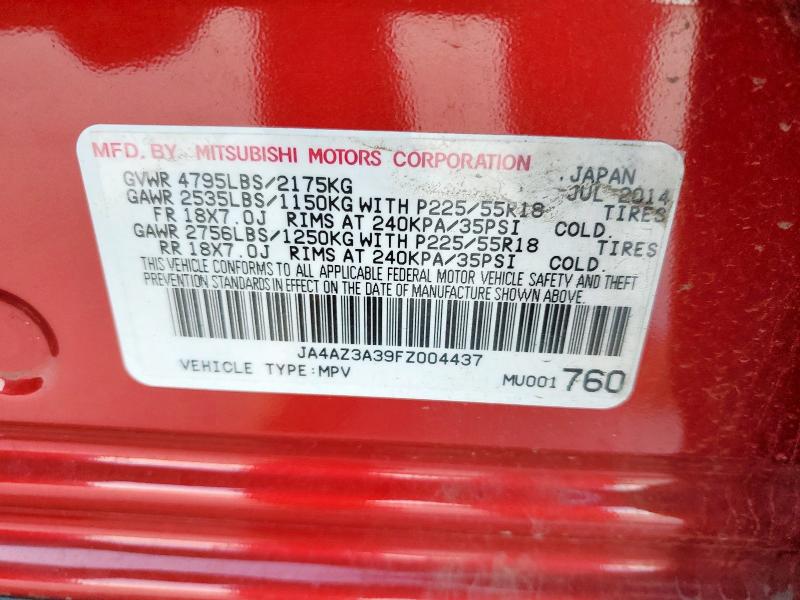 MFD. BY MITSUBISHI MOTORS CORPORATION .JAPAN
GVWR 4795LBS/2175KG JUL-2014
GAWR 2535LBS/1150KG WITH P225/55R18 TIRES
FR 18X7.0J RIMS AT 240KPA/35PSI COLD.
GAWR 2756LBS/1250KG WITH P225/55R18 TIRES
RR 18X7.0J RIMS AT 240KPA/35PSI COLD.
THIS VEHICLE CONFORMS TO ALL APPLICABLE FEDERAL MOTOR VEHICLE SAFETY AND THEFT
PREVENTION STANDARDS IN EFFECT ON THE DATE OF MANUFACTURE SHOWN ABOVE.
JA4AZ3A39FZ004437
VEHICLE TYPE:MPV MU001760